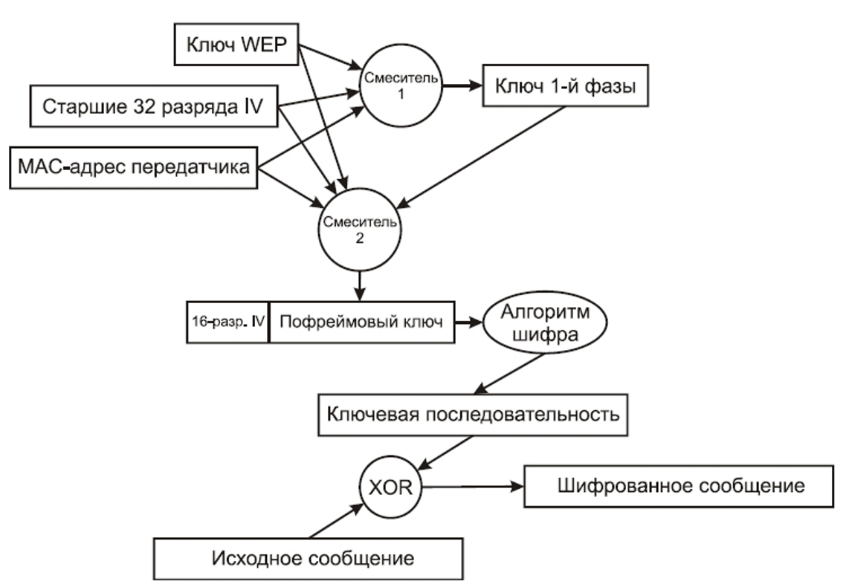 Ключ WEP
Смеситель
1
Ключ 1-й фазы
Старшие 32 разряда IV
MAC-адрес передатчика
Смеситель
2
16-разр. IV
Пофреймовый ключ
Алгоритм
шифра
Ключевая последовательность
XOR
Шифрованное сообщение
Исходное сообщение